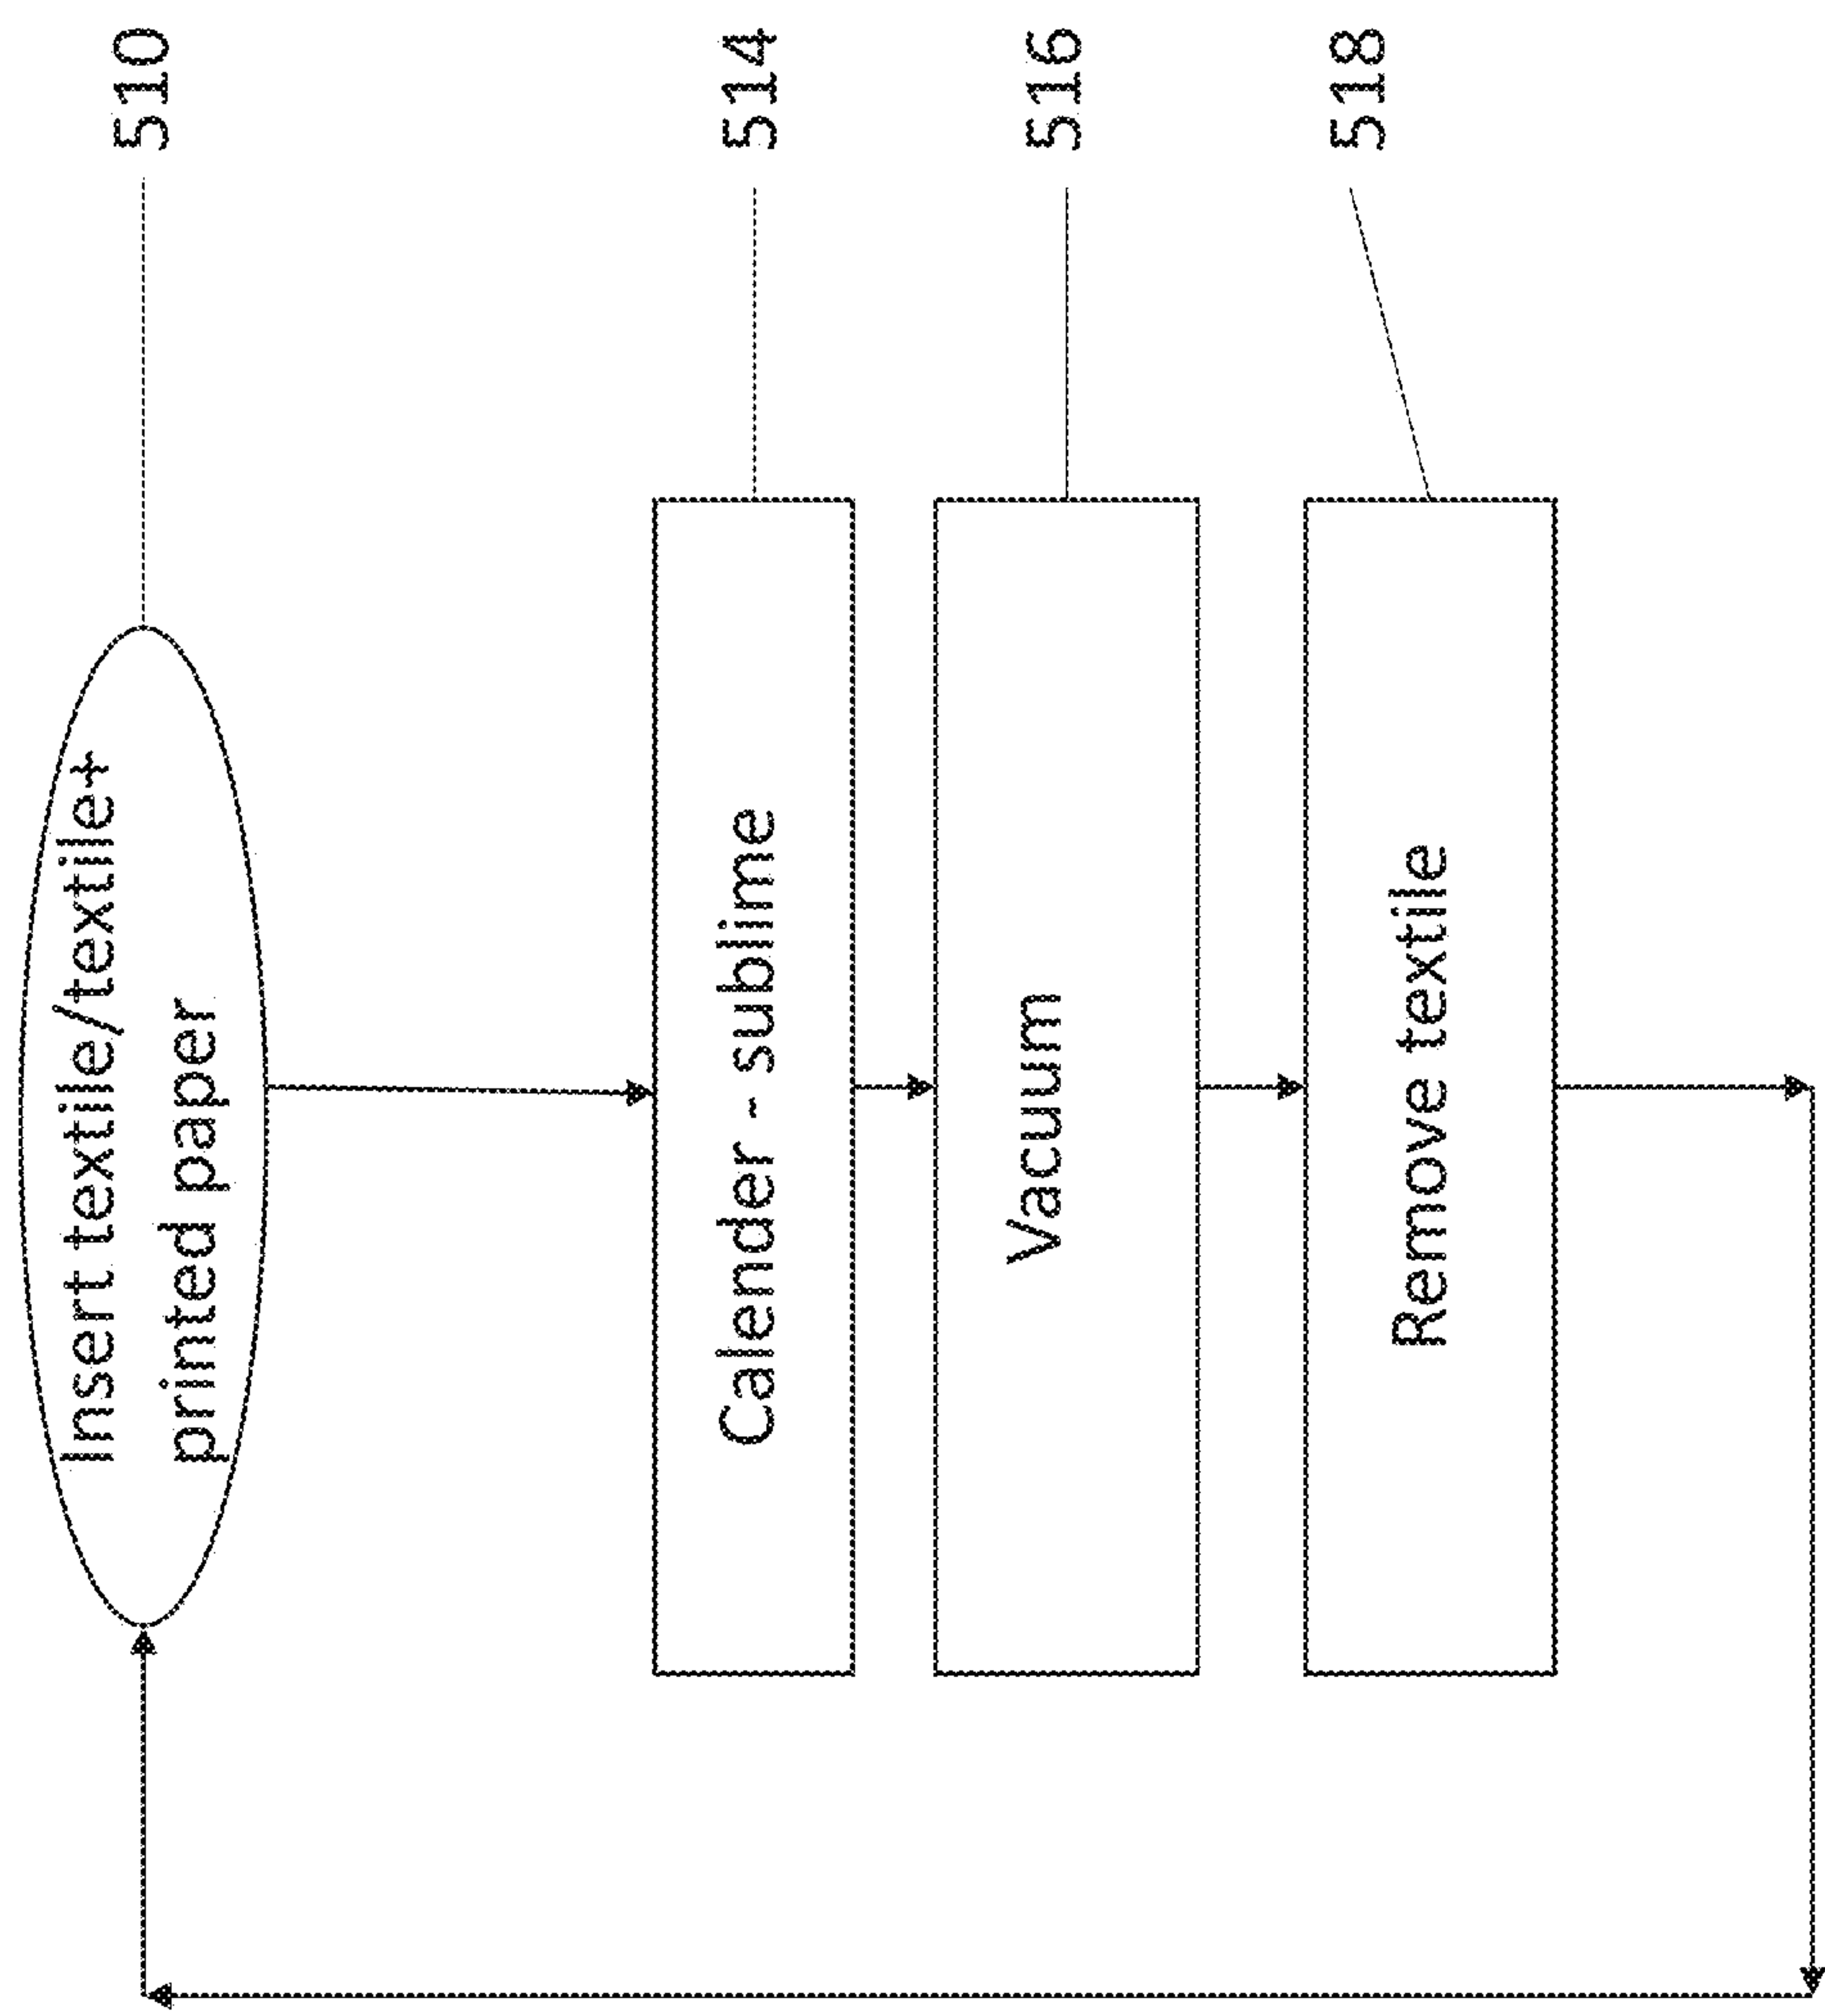 Insert textile/textile+
printed paper
510
Calender - sublime
514
Vacuum
516
Remove textile
518